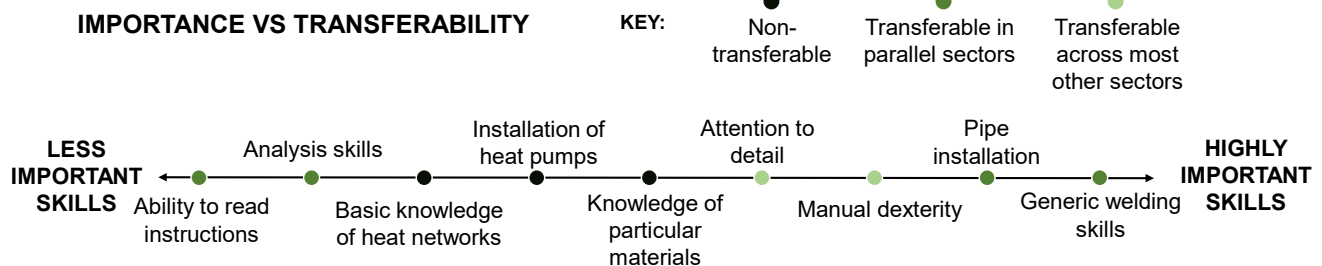 IMPORTANCE VS TRANSFERABILITY
KEY:
Non-
transferable
Transferable in
parallel sectors
Transferable
across most
other sectors
LESS
IMPORTANT
SKILLS
Ability to read
instructions
Analysis skills
Basic knowledge
of heat networks
Installation of
heat pumps
Knowledge of
particular
materials
Attention to
detail
Manual dexterity
Pipe
installation
Generic welding
skills
HIGHLY
IMPORTANT
SKILLS